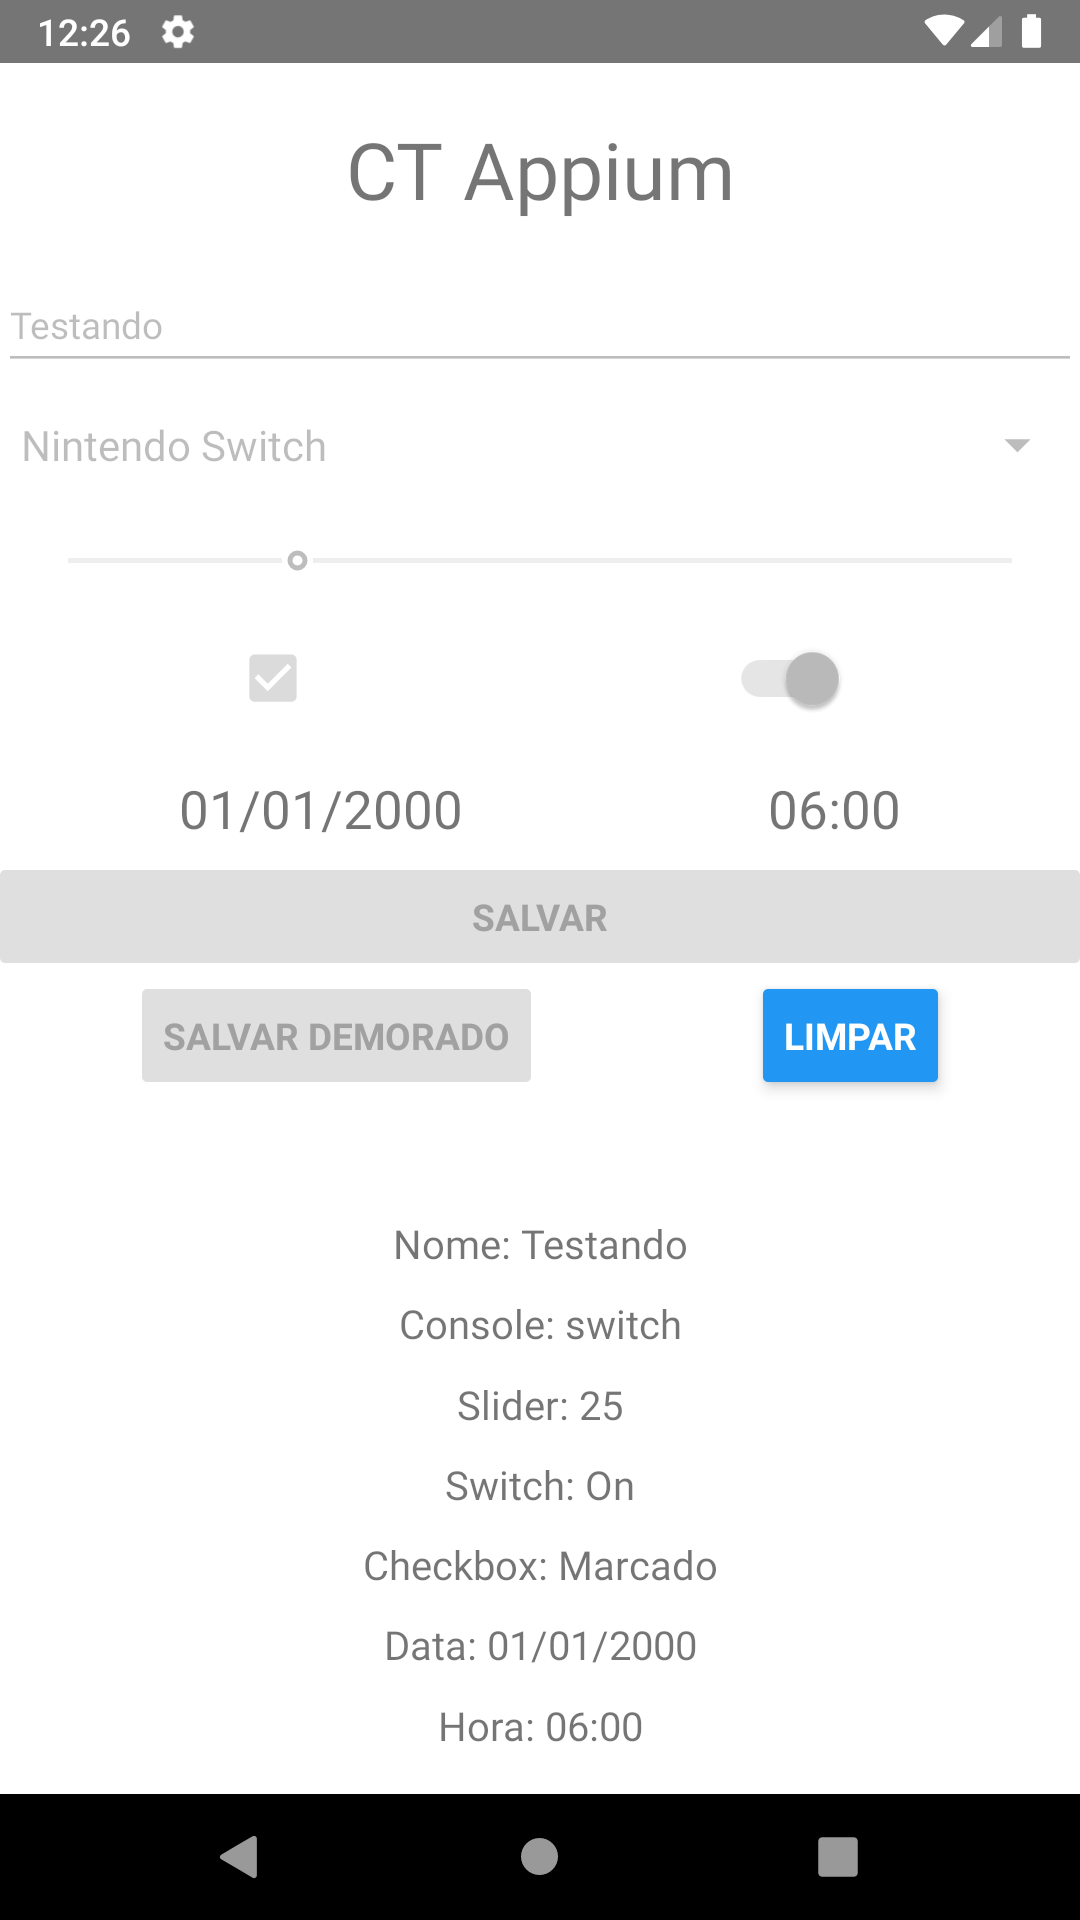 12:26
CT Appium
Testando
Nintendo Switch
01/01/2000 06:00
SALVAR
SALVAR DEMORADO LIMPAR
Nome: Testando
Console: switch
Slider: 25
Switch: On
Checkbox: Marcado
Data: 01/01/2000
Hora: 06:00